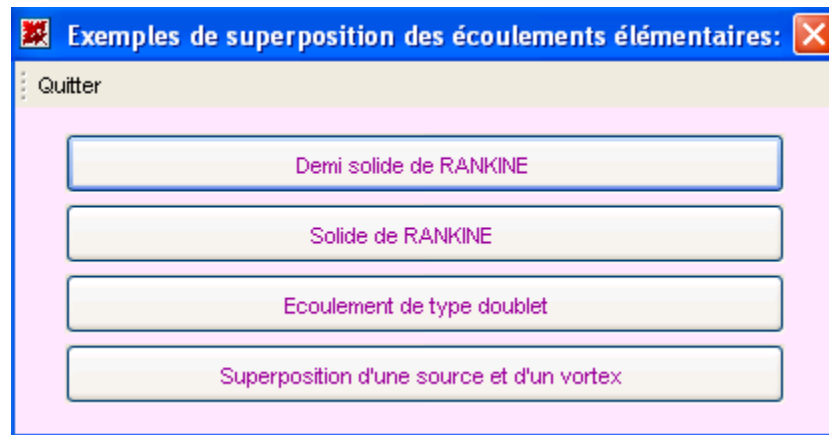 Exemples de superposition des écoulements élémentaires:
Quitter
Demi solide de RANKINE
Solide de RANKINE
Ecoulement de type doublet
Superposition d'une source et d'un vortex